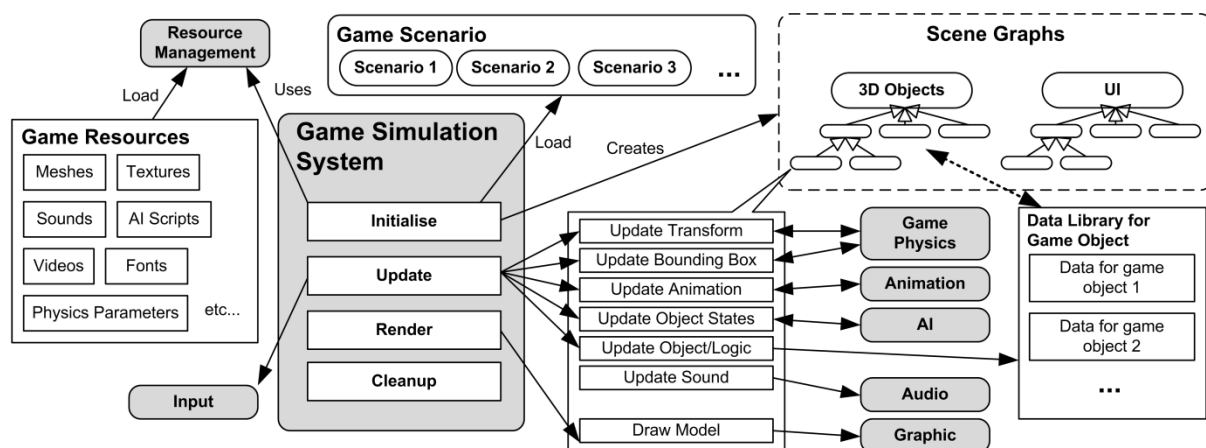 Resource
Management
Load
Uses
Game Resources
Meshes
Textures
Sounds
AI Scripts
Videos
Fonts
Physics Parameters
etc...
Input
Game Scenario
Scenario 1
Scenario 2
Scenario 3
...
Game Simulation
System
Load
Creates
Initialise
Update
Render
Cleanup
Scene Graphs
3D Objects
UI
Update Transform
Update Bounding Box
Update Animation
Update Object States
Update Object/Logic
Update Sound
Draw Model
Game
Physics
Animation
AI
Audio
Graphic
Data Library for
Game Object
Data for game
object 1
Data for game
object 2
...